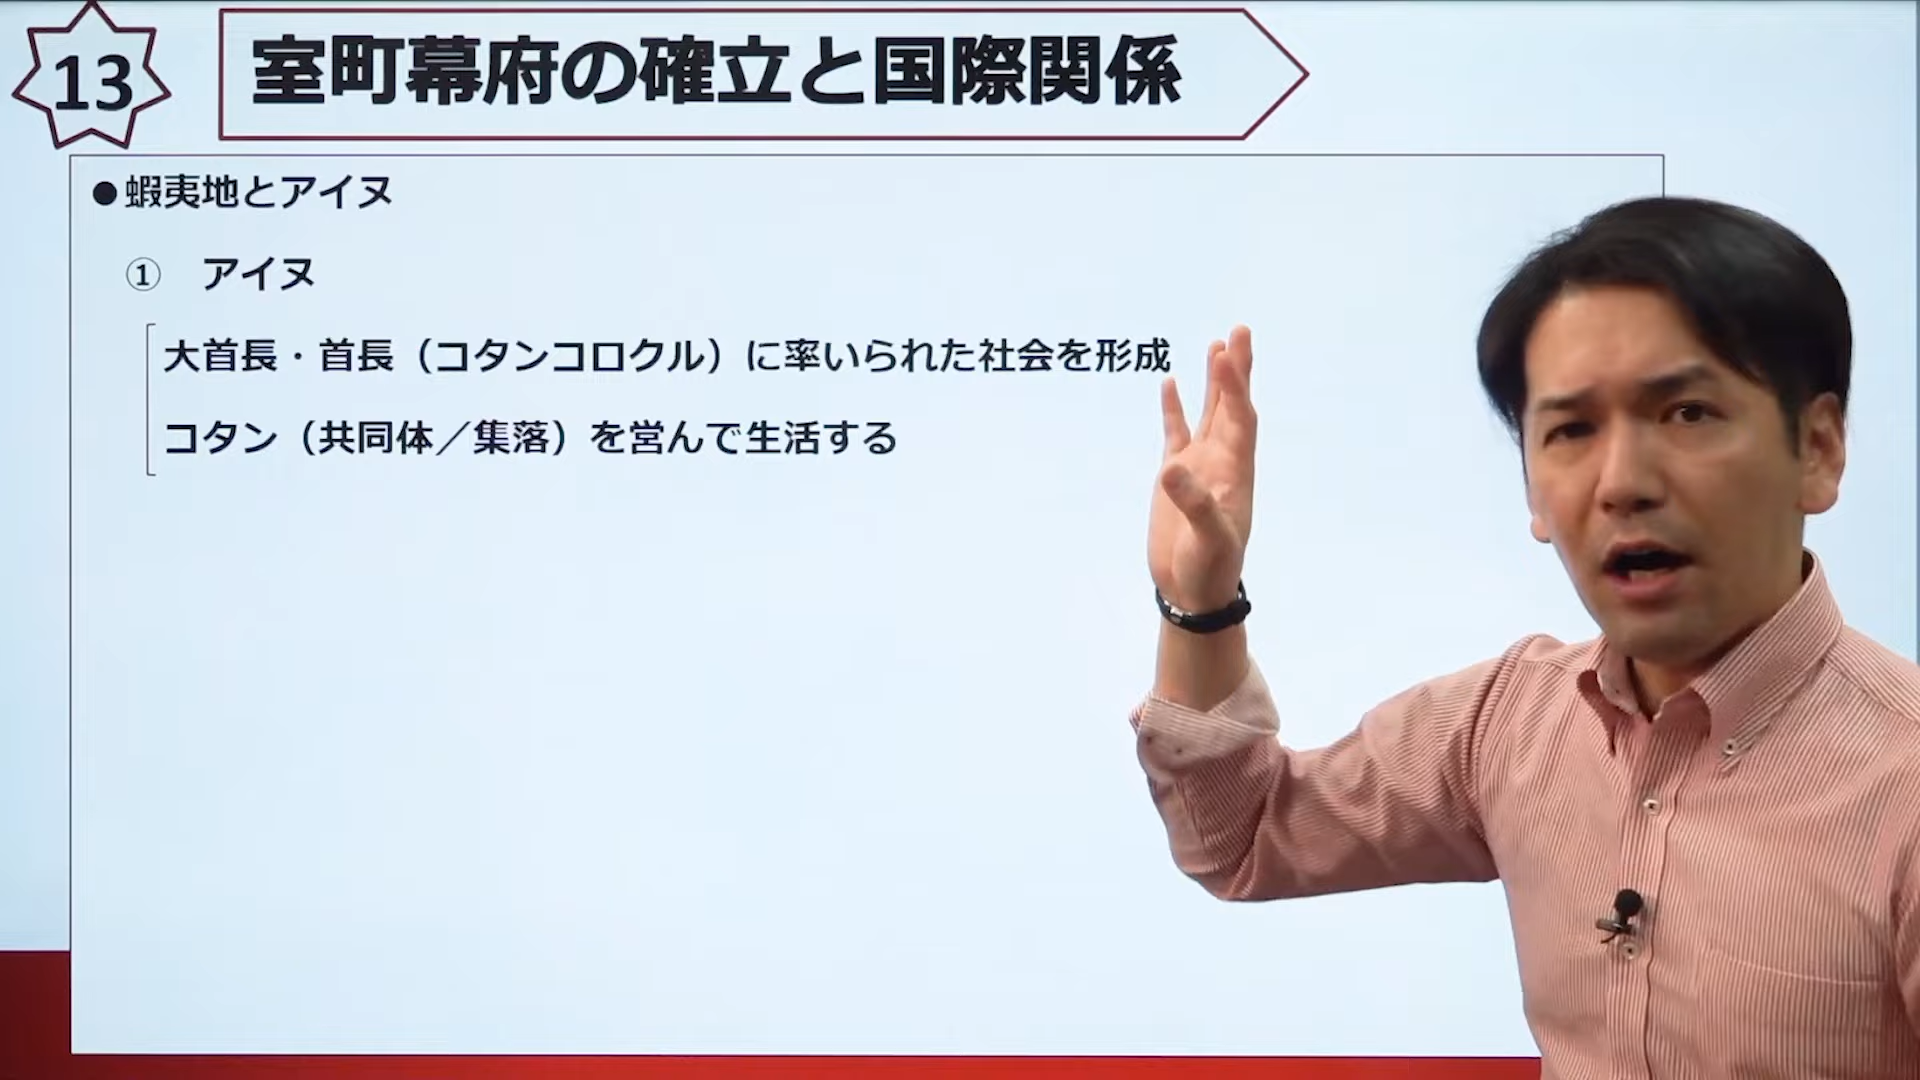 13
室町幕府の確立と国際関係
●蝦夷地とアイヌ
①　アイヌ
大首長・首長（コタンコロクル）に率いられた社会を形成
コタン（共同体／集落）を営んで生活する